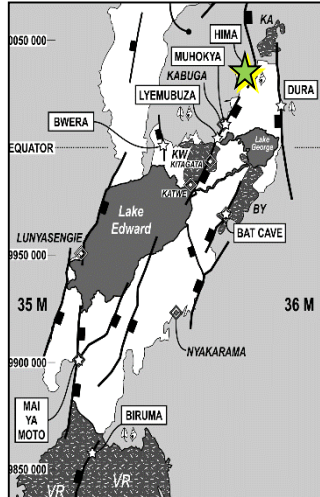 HIMA
KA
0050 000
MUHOKYA
KABUGA
LYEMUBUZA
DURA
BWERA
EQUATOR
KW
KITAGATA
Lake
George
KATWE
Lake
Edward
BY
LUNYASENGIE
BAT CAVE
9950 000
35 M
36 M
NYAKARAMA
9900 000
MAI
YA
MOTO
BIRUMA
9850 000
VR
VR